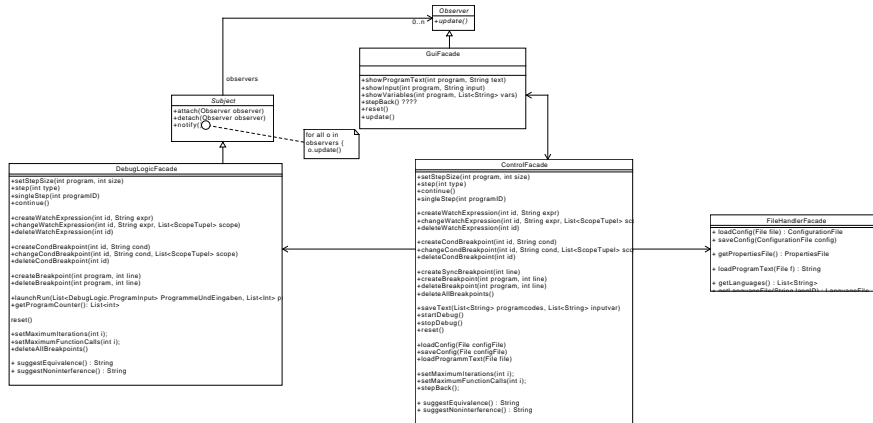 Observer
+update()
0..n
observers
GuiFacade
+showProgramText(int program, String text)
+showInput(int program, String input)
+showVariables(int program, List<String> vars)
+stepBack() ????
+reset()
+update()
Subject
+attach(Observer observer)
+detach(Observer observer)
+notify()
for all o in
observers {
o.update()
DebugLogicFacade
+setStepSize(int program, int size)
+step(int type)
+singleStep(int programID)
+continue()
+createWatchExpression(int id, String expr)
+changeWatchExpression(int id, String expr, List<ScopeTupel> scope)
+deleteWatchExpression(int id)
+createCondBreakpoint(int id, String cond)
+changeCondBreakpoint(int id, String cond, List<ScopeTupel> scope)
+deleteCondBreakpoint(int id)
+createBreakpoint(int program, int line)
+deleteBreakpoint(int program, int line)
+launchRun(List<DebugLogic.ProgramInput> ProgrammeUndEingaben, List<Int> p
+getProgramCounter(): List<int>
reset()
+setMaximumIterations(int i);
+setMaximumFunctionCalls(int i);
+deleteAllBreakpoints()
+ suggestEquivalence() : String
+ suggestNoninterference() : String
ControlFacade
+setStepSize(int program, int size)
+step(int type)
+continue()
+singleStep(int programID)
+createWatchExpression(int id, String expr)
+changeWatchExpression(int id, String expr, List<ScopeTupel> sco
+deleteWatchExpression(int id)
+createCondBreakpoint(int id, String cond)
+changeCondBreakpoint(int id, String cond, List<ScopeTupel> sco
+deleteCondBreakpoint(int id)
+createSyncBreakpoint(int line)
+createBreakpoint(int program, int line)
+deleteBreakpoint(int program, int line)
+deleteAllBreakpoints()
+saveText(List<String> programcodes, List<String> inputvar)
+startDebug()
+stopDebug()
+reset()
+loadConfig(File configFile)
+saveConfig(File configFile)
+loadProgrammText(File file)
+setMaximumIterations(int i);
+setMaximumFunctionCalls(int i);
+stepBack();
+ suggestEquivalence() : String
+ suggestNoninterference() : String
FileHandlerFacade
+ loadConfig(File file) : ConfigurationFile
+ saveConfig(ConfigurationFile config)
+ getPropertiesFile() : PropertiesFile
+ loadProgramText(File f) : String
+ getLanguages() : List<String>